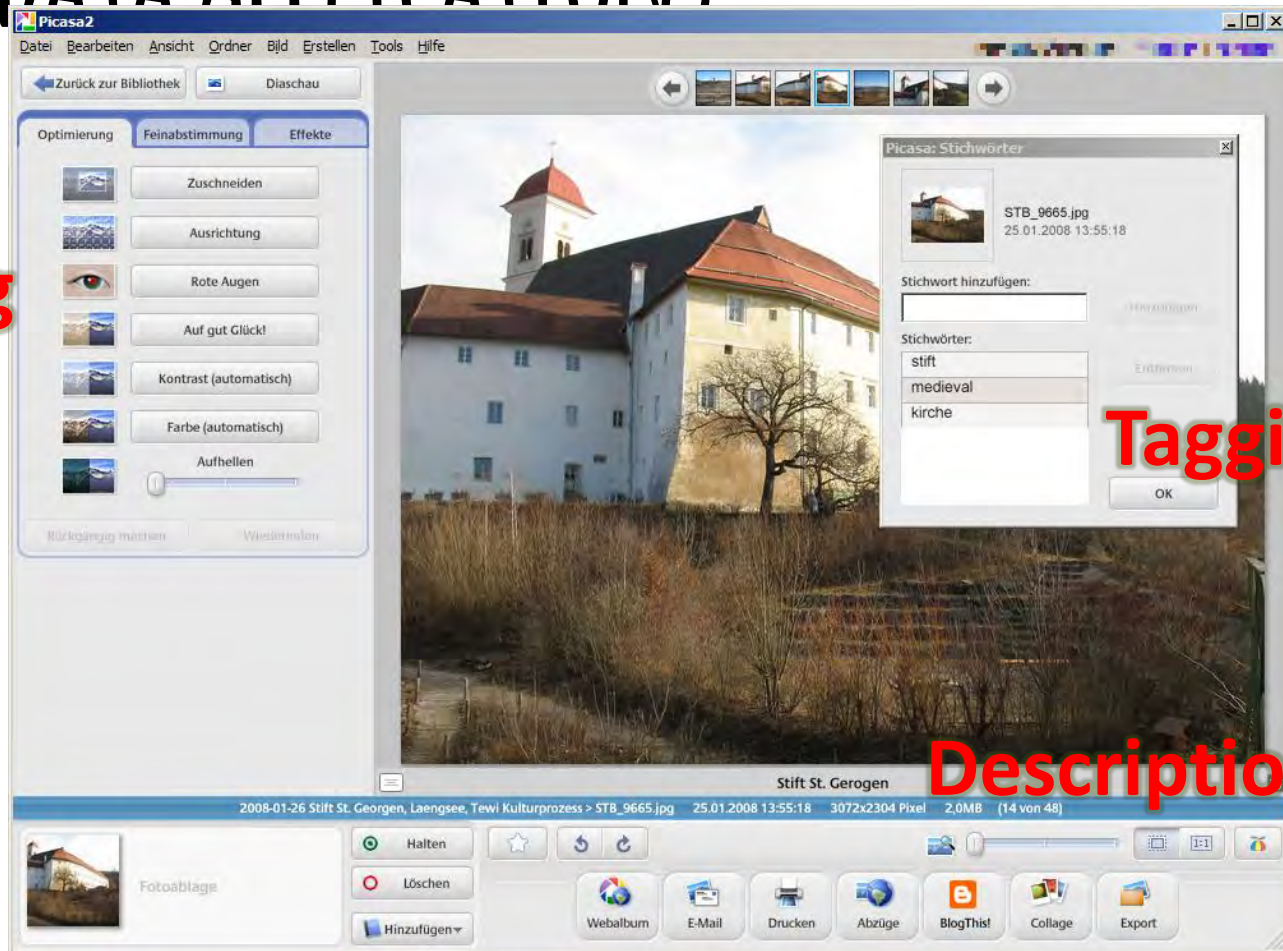 Picasa2
Datei Bearbeiten Ansicht Ordner Bild Erstellen Tools Hilfe
Zurück zur Bibliothek Diaschau
Optimierung Feinabstimmung Effekte
Zuschneiden
Ausrichtung
Rote Augen
Auf gut Glück!
Kontrast (automatisch)
Farbe (automatisch)
Aufhellen
Rückgängig machen Wiederholen
g
Picasa: Stichwörter
STB_9665.jpg
25.01.2008 13:55:18
Stichwort hinzufügen:
Hinzufügen
Stichwörter:
stift
Entfernen
medieval
kirche
Taggi
OK
Stift St. Gerogen
Descriptio
2008-01-26 Stift St. Georgen, Laengsee, Tewi Kulturprozess > STB_9665.jpg 25.01.2008 13:55:18 3072x2304 Pixel 2,0MB (14 von 48)
Fotoablage
Halten
Löschen
Hinzufügen
1:1
Webalbum E-Mail Drucken Abzüge BlogThis! Collage Export